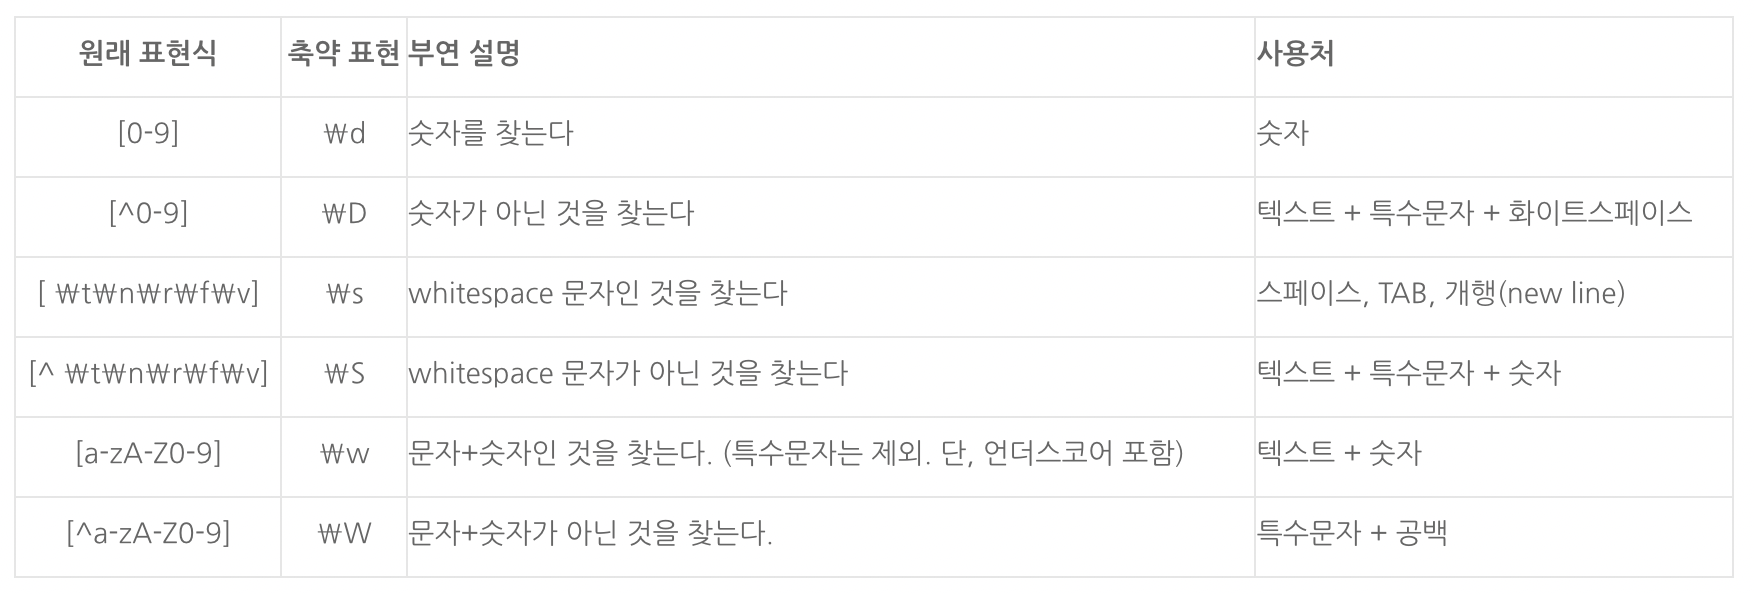 원래 표현식 축약 표현 부연 설명 사용처
[0-9] ₩d 숫자를 찾는다 숫자
[^0-9] ₩D 숫자가 아닌 것을 찾는다 텍스트 + 특수문자 + 화이트스페이스
[ ₩t₩n₩r₩f₩v] ₩s whitespace 문자인 것을 찾는다 스페이스, TAB, 개행(new line)
[^ ₩t₩n₩r₩f₩v] ₩S whitespace 문자가 아닌 것을 찾는다 텍스트 + 특수문자 + 숫자
[a-zA-Z0-9] ₩w 문자+숫자인 것을 찾는다. (특수문자는 제외. 단, 언더스코어 포함) 텍스트 + 숫자
[^a-zA-Z0-9] ₩W 문자+숫자가 아닌 것을 찾는다. 특수문자 + 공백